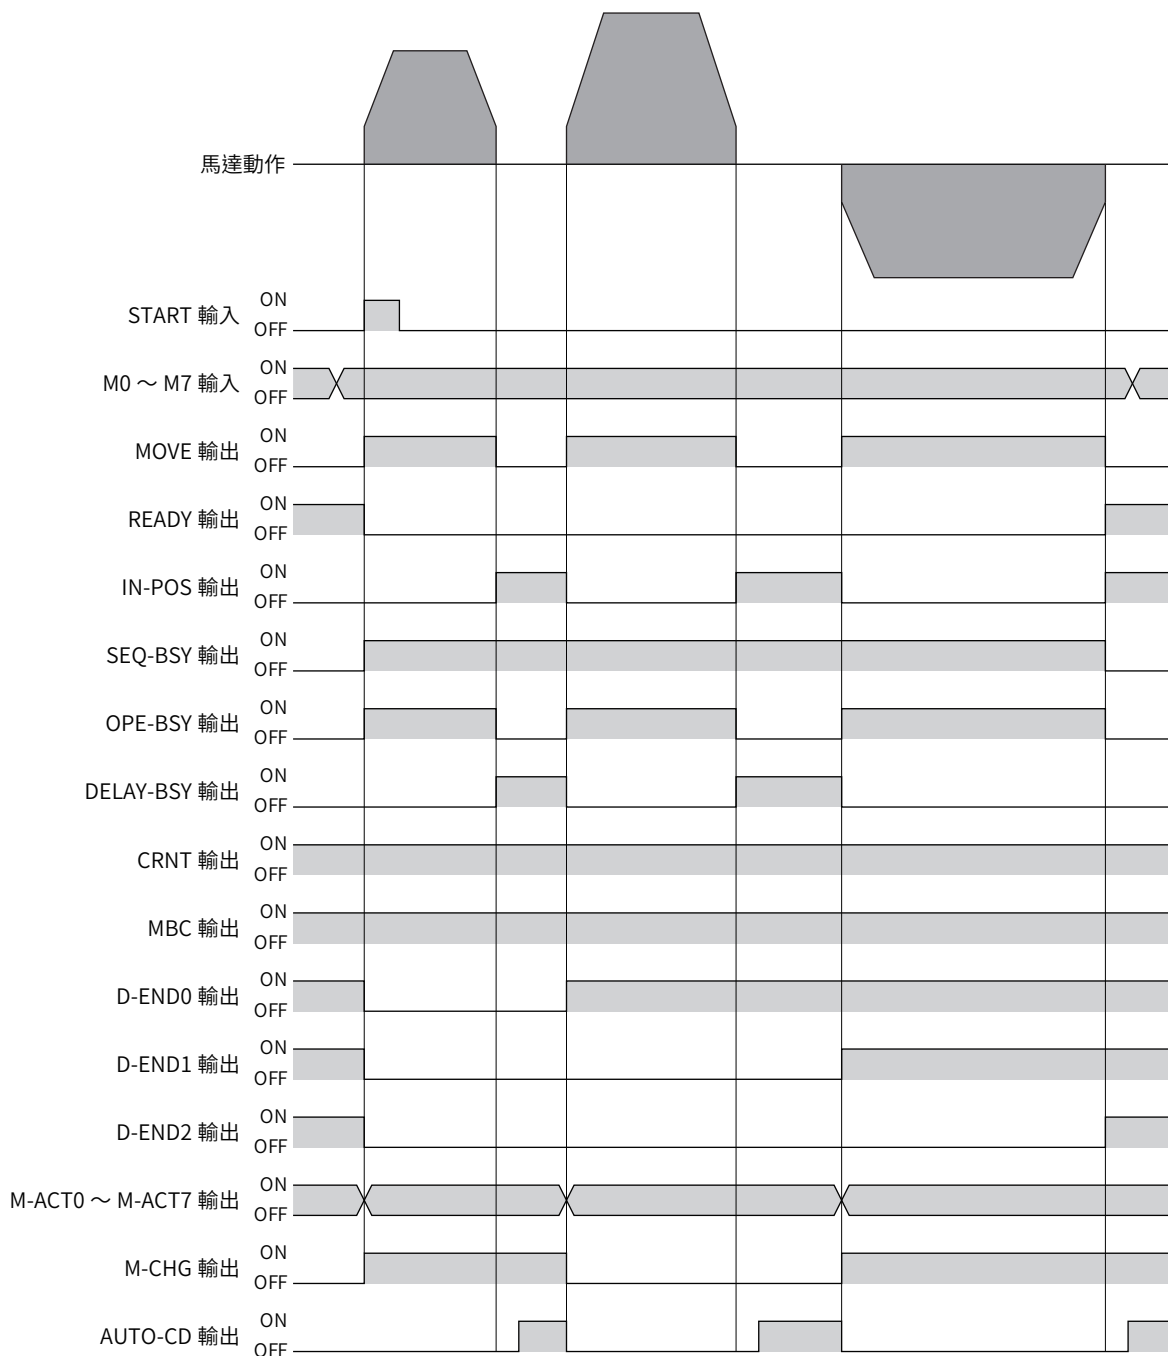 馬達動作
START 輸入 ON OFF
M0 ～ M7 輸入 ON OFF
MOVE 輸出 ON OFF
READY 輸出 ON OFF
IN-POS 輸出 ON OFF
SEQ-BSY 輸出 ON OFF
OPE-BSY 輸出 ON OFF
DELAY-BSY 輸出 ON OFF
CRNT 輸出 ON OFF
MBC 輸出 ON OFF
D-END0 輸出 ON OFF
D-END1 輸出 ON OFF
D-END2 輸出 ON OFF
M-ACT0 ～ M-ACT7 輸出 ON OFF
M-CHG 輸出 ON OFF
AUTO-CD 輸出 ON OFF